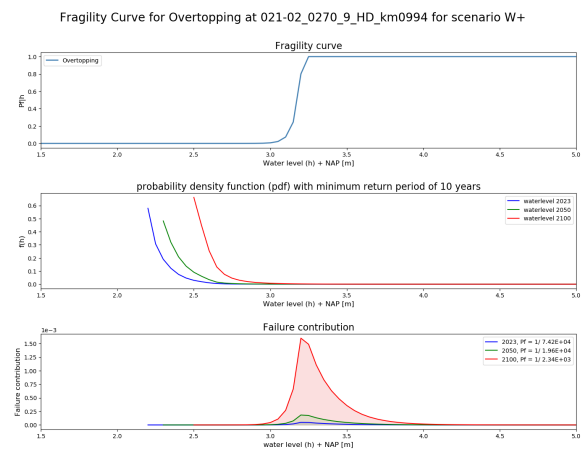 Fragility Curve for Overtopping at 021-02_0270_9_HD_km0994 for scenario W+
Fragility curve
Overtopping
Pf|h
1.0
0.8
0.6
0.4
0.2
0.0
1.5 2.0 2.5 3.0 3.5 4.0 4.5 5.0
Water level (h) + NAP [m]
probability density function (pdf) with minimum return period of 10 years
waterlevel 2023
waterlevel 2050
waterlevel 2100
f(h)
0.6
0.5
0.4
0.3
0.2
0.1
0.0
1.5 2.0 2.5 3.0 3.5 4.0 4.5 5.0
Water level (h) + NAP [m]
Failure contribution
1e-3
2023, Pf = 1/ 7.42E+04
2050, Pf = 1/ 1.96E+04
2100, Pf = 1/ 2.34E+03
Failure contribution
1.50
1.25
1.00
0.75
0.50
0.25
0.00
1.5 2.0 2.5 3.0 3.5 4.0 4.5 5.0
water level (h) + NAP [m]